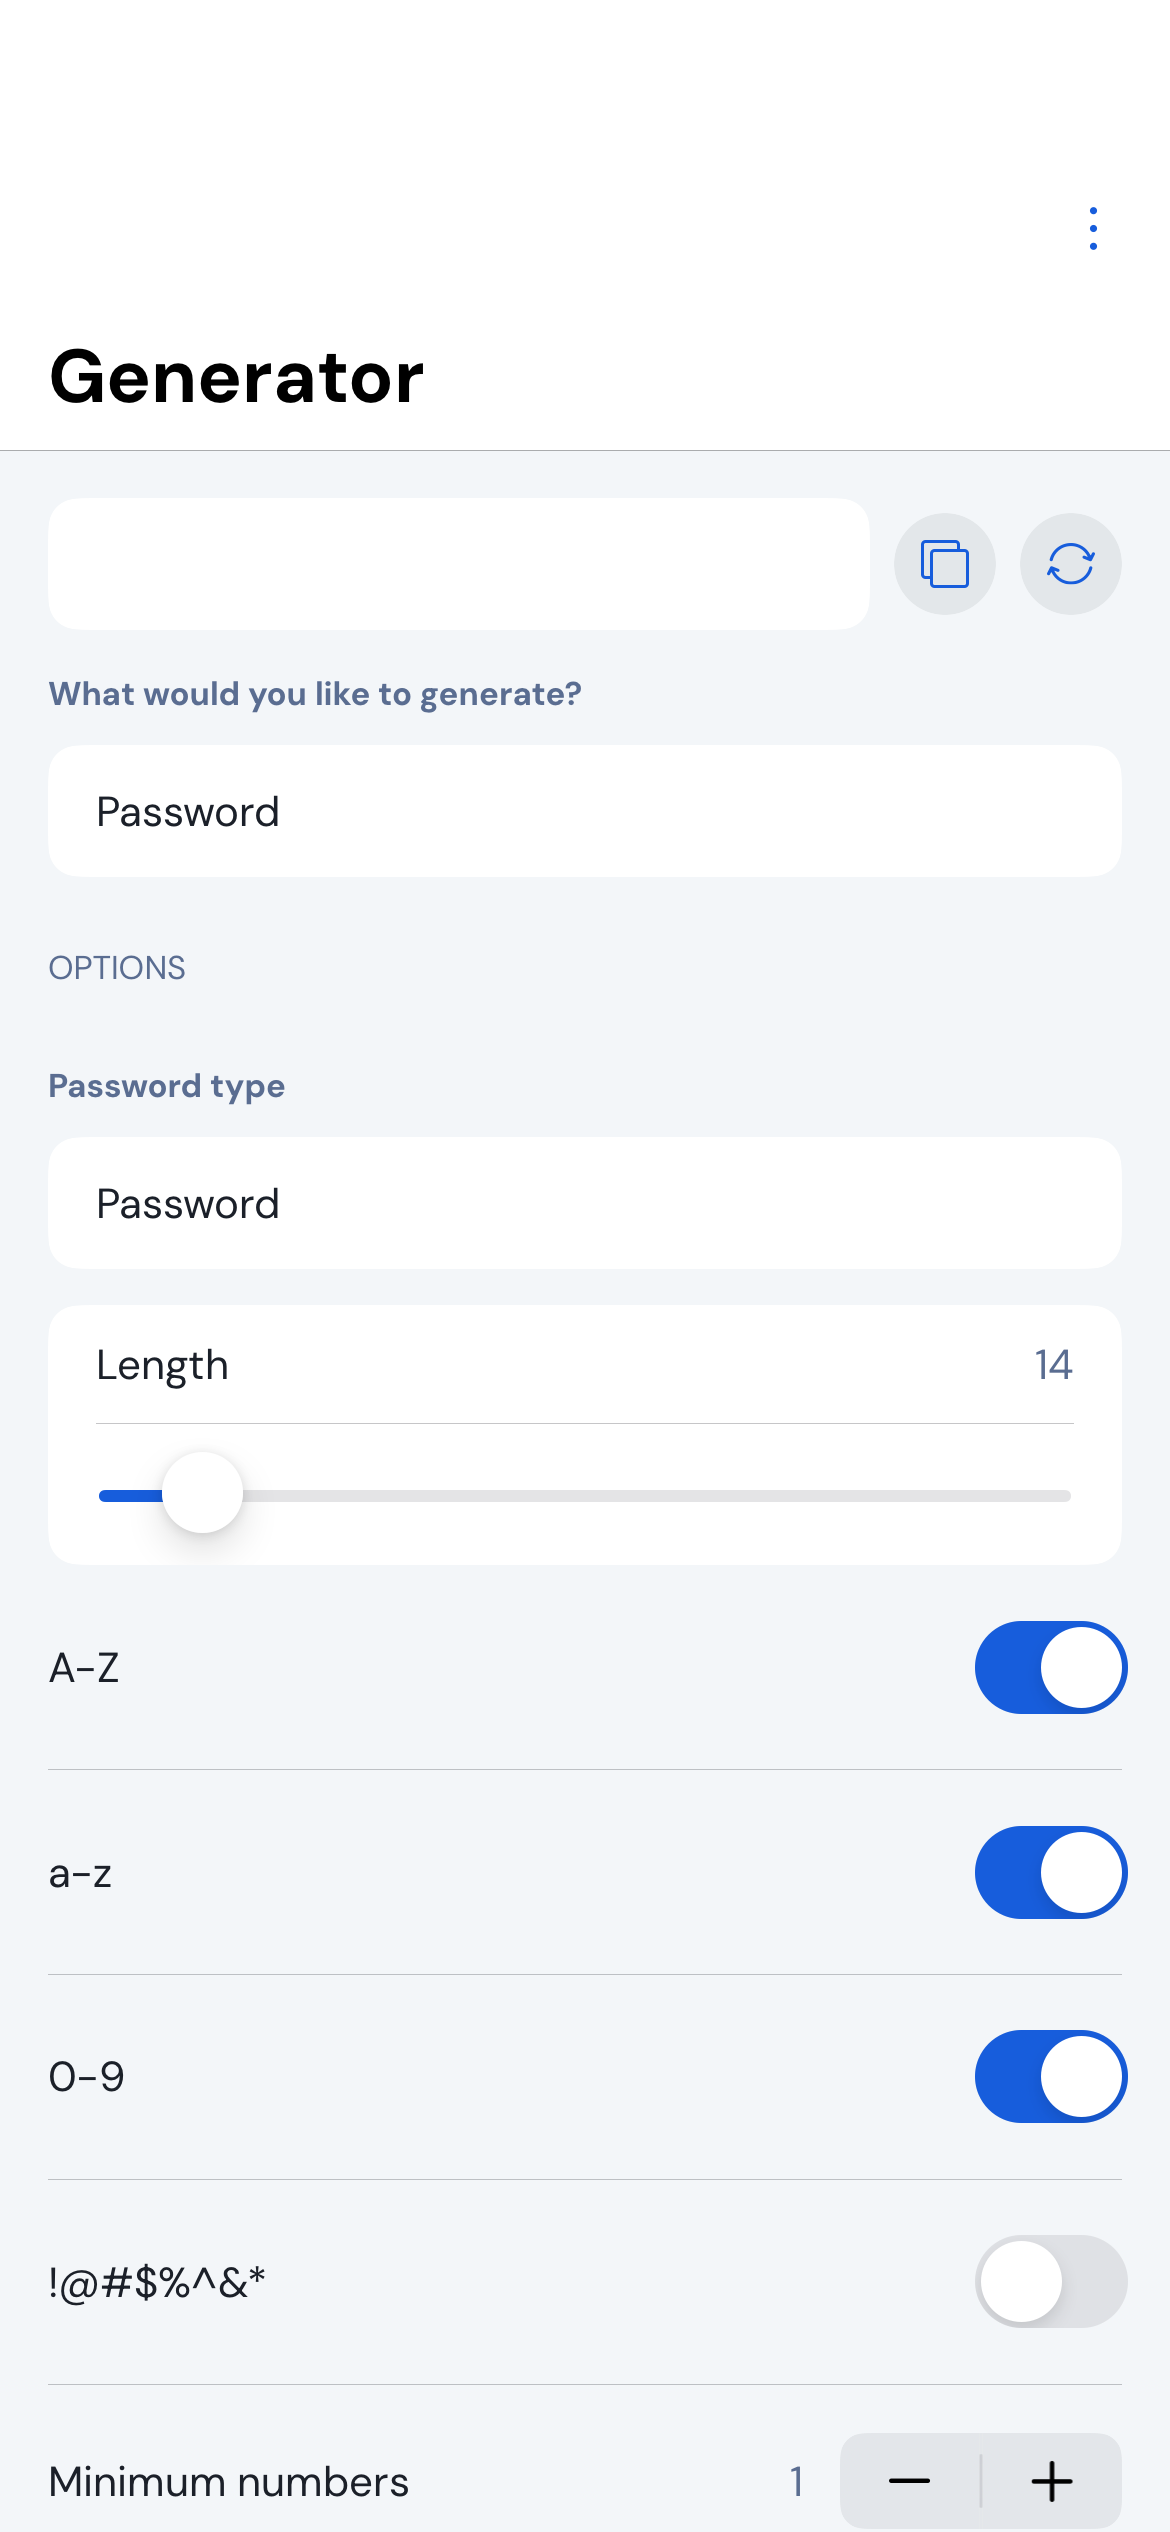 Generator
What would you like to generate?
Password
OPTIONS
Password type
Password
Length 14
A-Z
a-z
0-9
!@#$%^&*
Minimum numbers 1